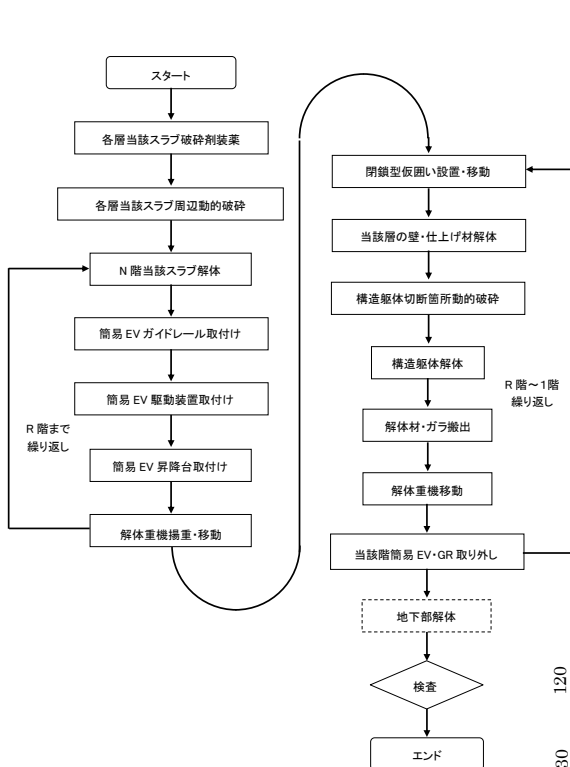 スタート
各層当該スラブ破砕剤装薬
各層当該スラブ周辺動的破砕
N 階当該スラブ解体
簡易 EV ガイドレール取付け
簡易 EV 駆動装置取付け
R 階まで
繰り返し
簡易 EV 昇降台取付け
解体重機揚重・移動
閉鎖型仮囲い設置・移動
当該層の壁・仕上げ材解体
構造躯体切断箇所動的破砕
構造躯体解体
R 階～1階
繰り返し
解体材・ガラ搬出
解体重機移動
当該階簡易 EV・GR 取り外し
地下部解体
検査
エンド
120
30